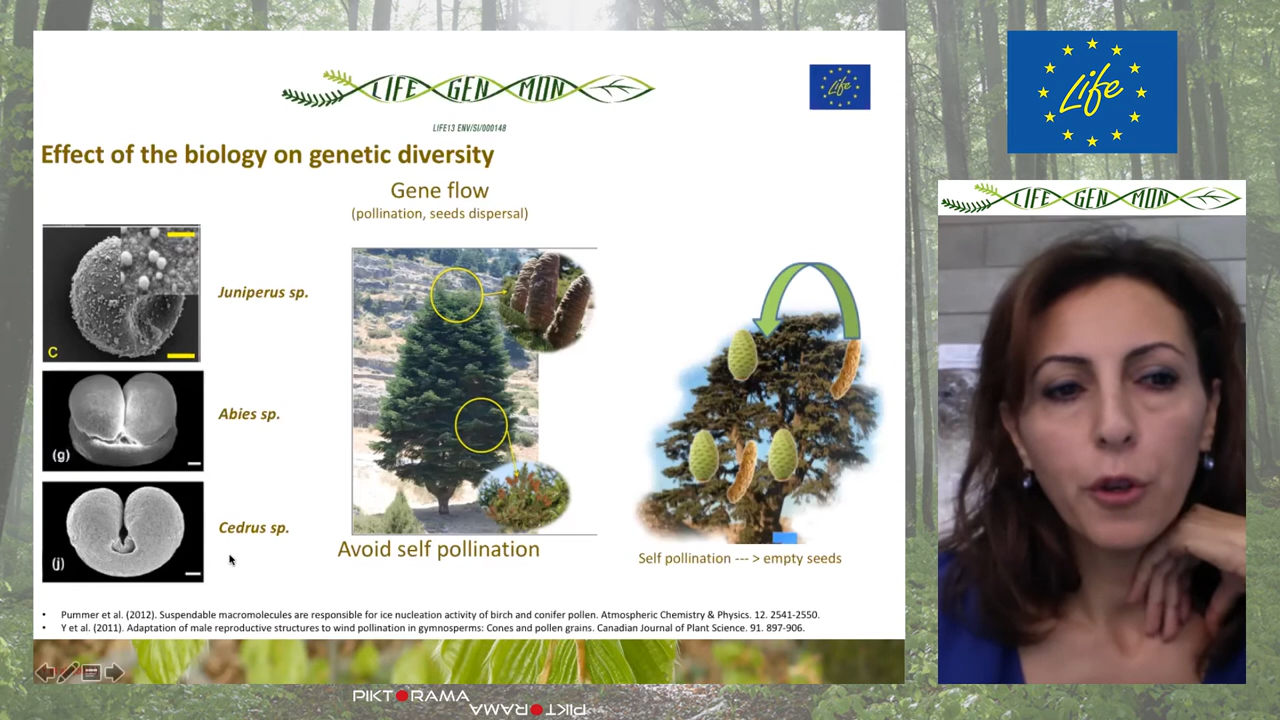 LIFE GEN MON
LIFE13 ENV/SI/000148
Life
Effect of the biology on genetic diversity
Gene flow
(pollination, seeds dispersal)
C
Juniperus sp.
(g)
Abies sp.
(j)
Cedrus sp.
Avoid self pollination
Self pollination --- > empty seeds
• Pummer et al. (2012). Suspendable macromolecules are responsible for ice nucleation activity of birch and conifer pollen. Atmospheric Chemistry & Physics. 12. 2541-2550.
• Y et al. (2011). Adaptation of male reproductive structures to wind pollination in gymnosperms: Cones and pollen grains. Canadian Journal of Plant Science. 91. 897-906.
Life
LIFE GEN MON
PIKTORAMA
PIKTORAMA